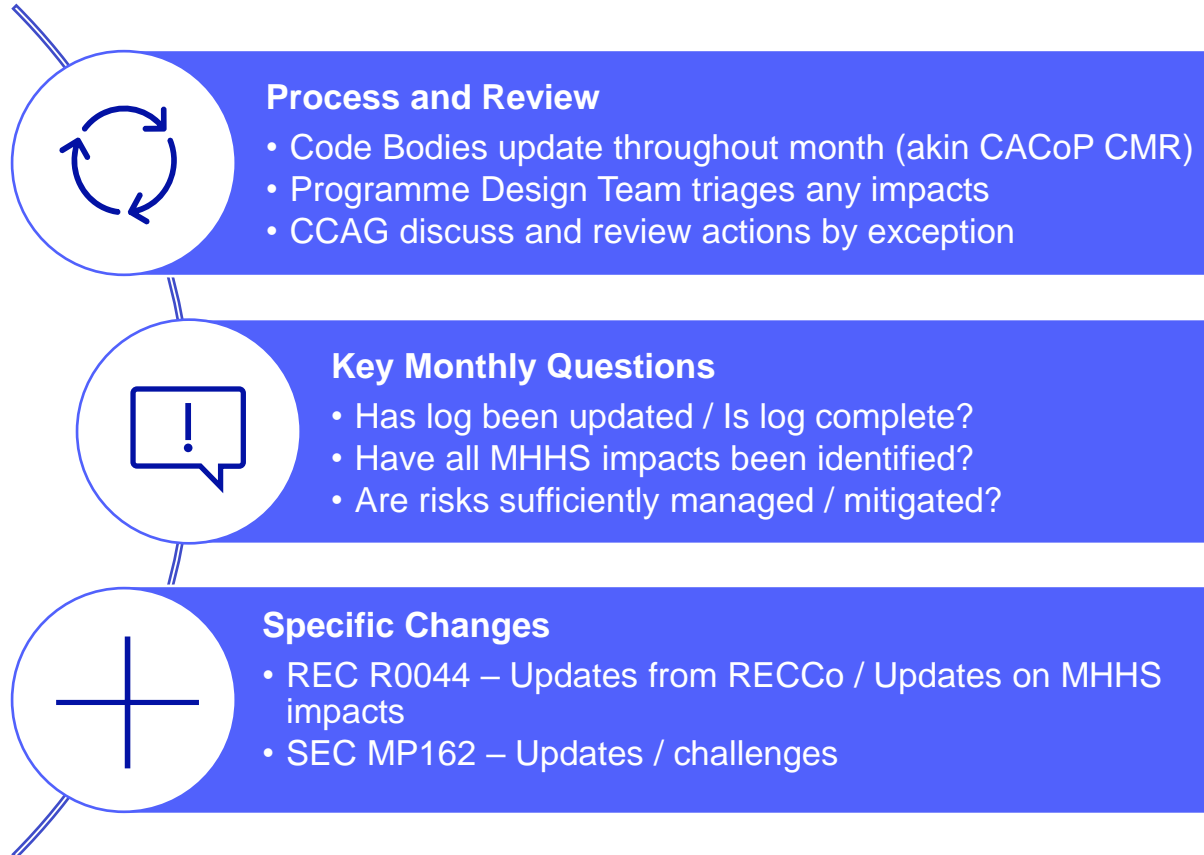 Process and Review
• Code Bodies update throughout month (akin CACoP CMR)
• Programme Design Team triages any impacts
• CCAG discuss and review actions by exception
Key Monthly Questions
• Has log been updated / Is log complete?
• Have all MHHS impacts been identified?
• Are risks sufficiently managed / mitigated?
Specific Changes
• REC R0044 – Updates from RECCo / Updates on MHHS
impacts
• SEC MP162 – Updates / challenges